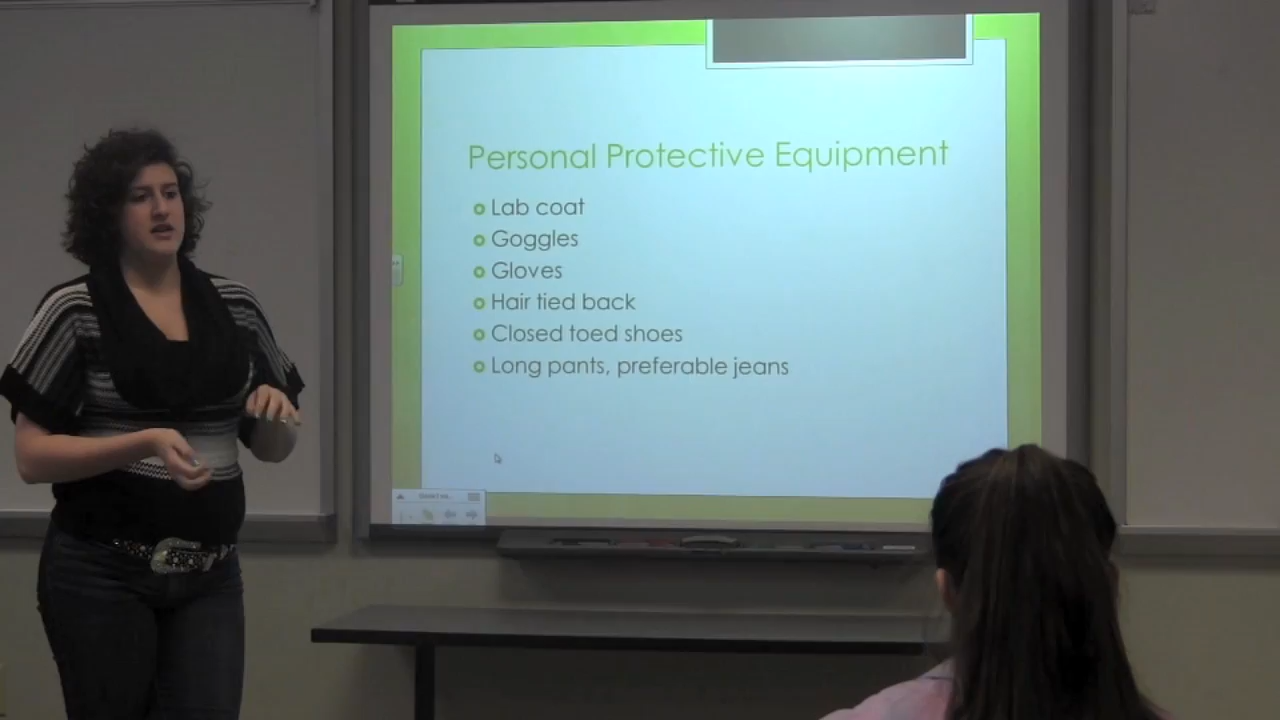 Personal Protective Equipment
Lab coat
Goggles
Gloves
Hair tied back
Closed toed shoes
Long pants, preferable jeans